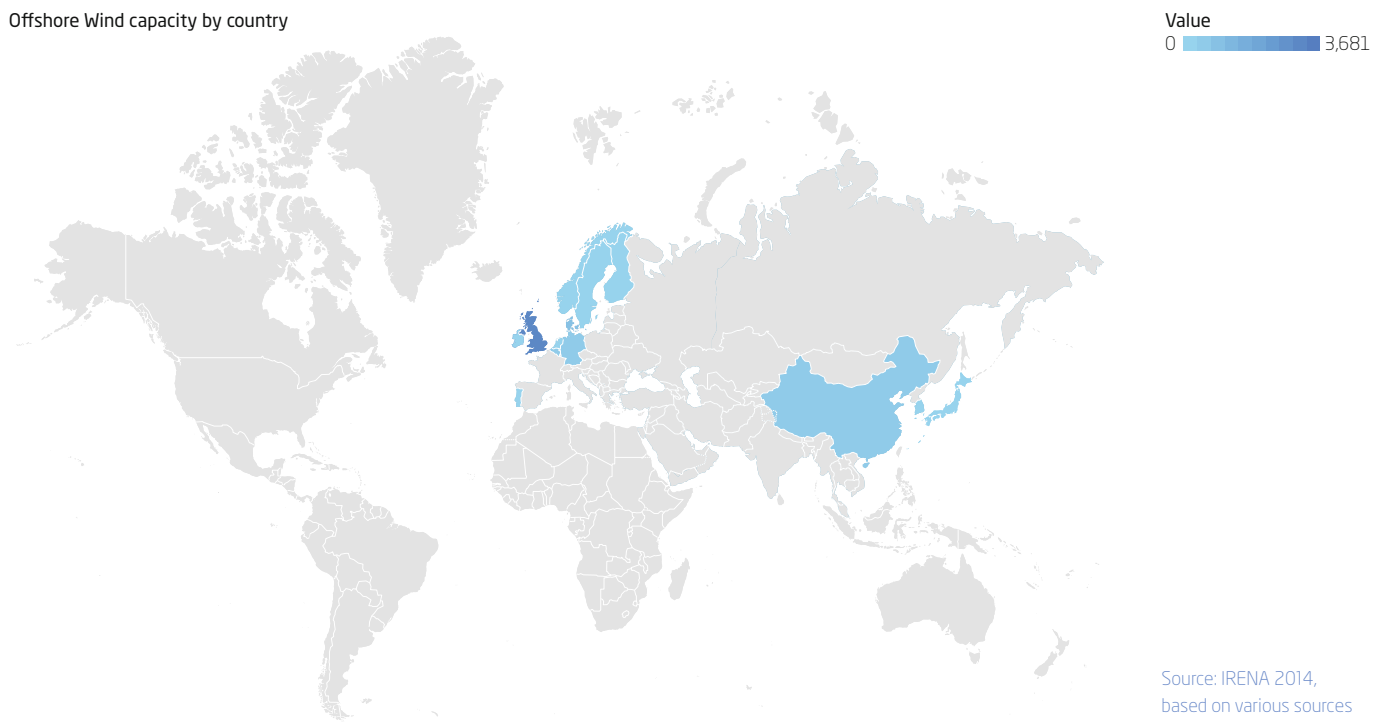 Offshore Wind capacity by country
Value
0 3,681
Source: IRENA 2014,
based on various sources